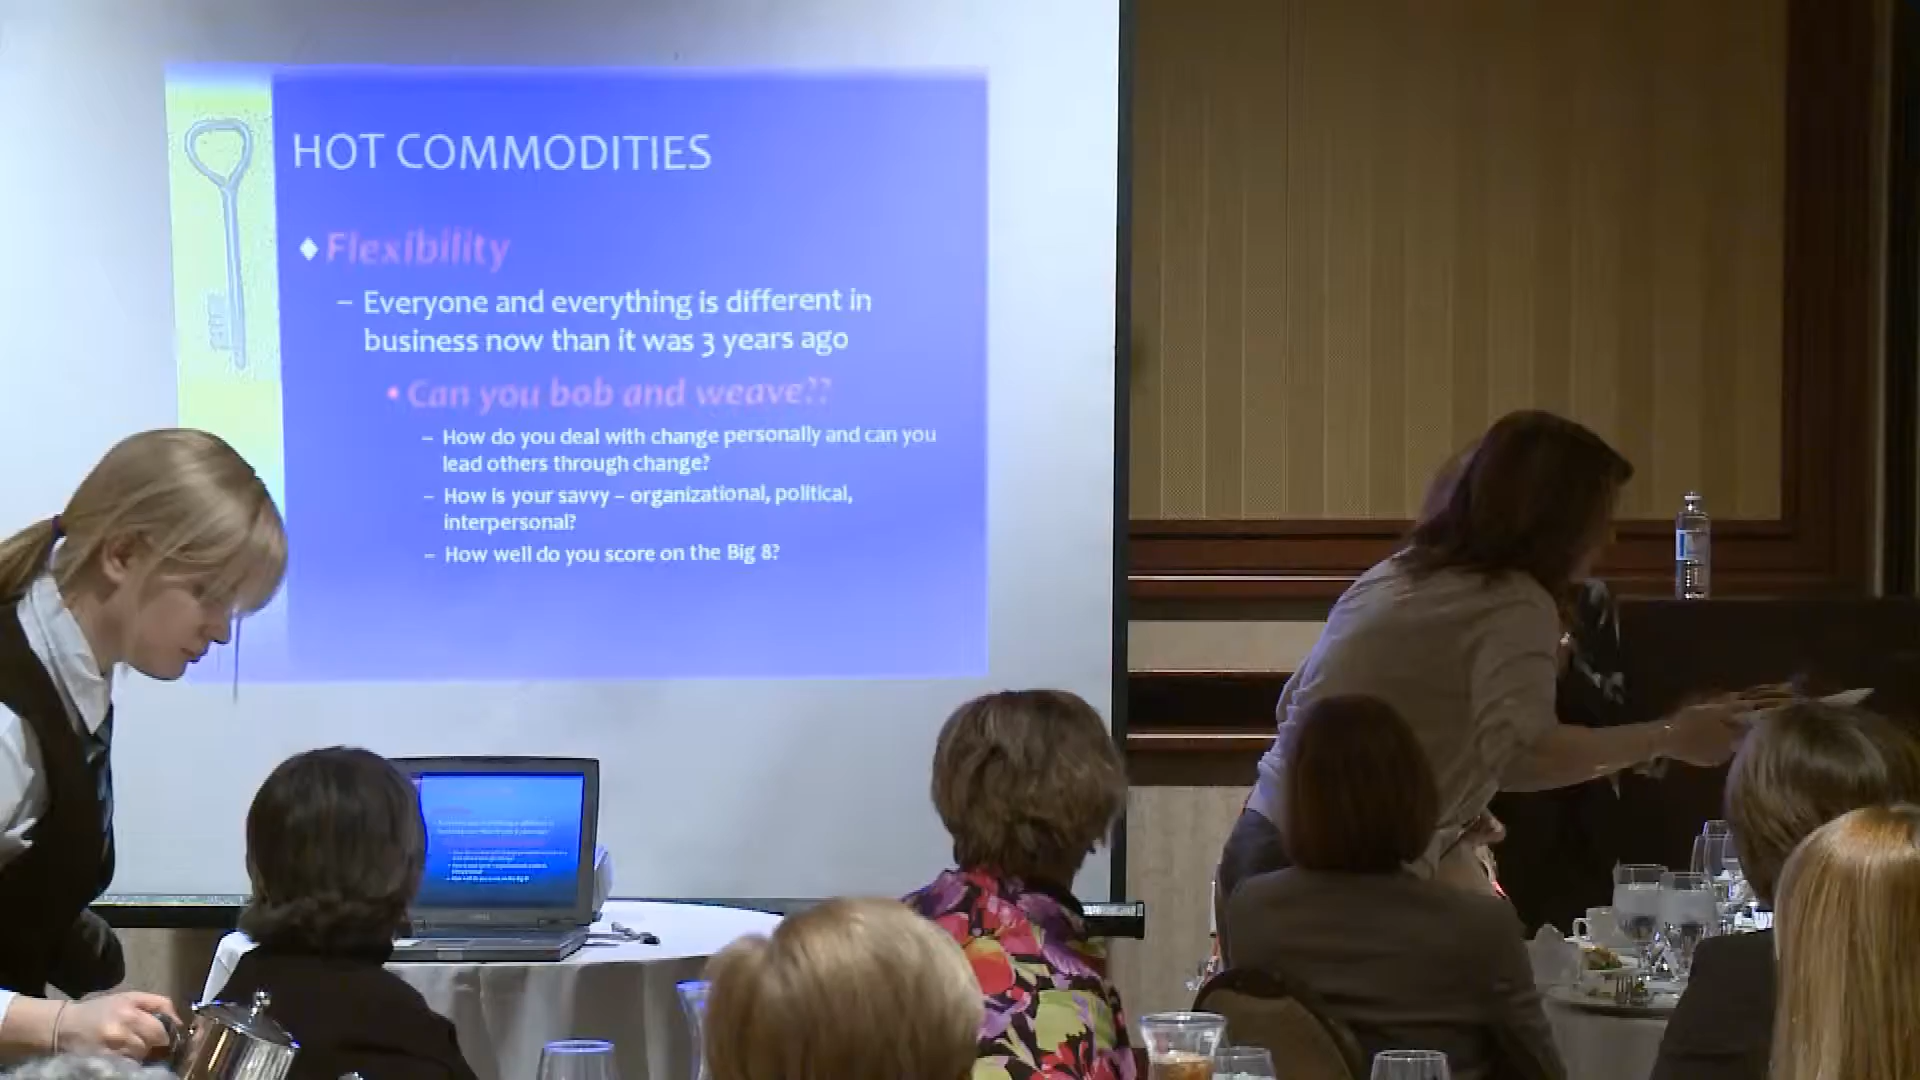 HOT COMMODITIES
Flexibility
– Everyone and everything is different in
business now than it was 3 years ago
• Can you bob and weave??
– How do you deal with change personally and can you
lead others through change?
– How is your savvy – organizational, political,
interpersonal?
– How well do you score on the Big 8?